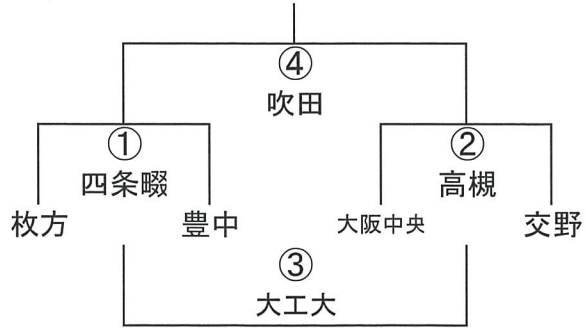 ④
吹田
① ②
四条畷 高槻
枚方 豊中 大阪中央 交野
③
大工大